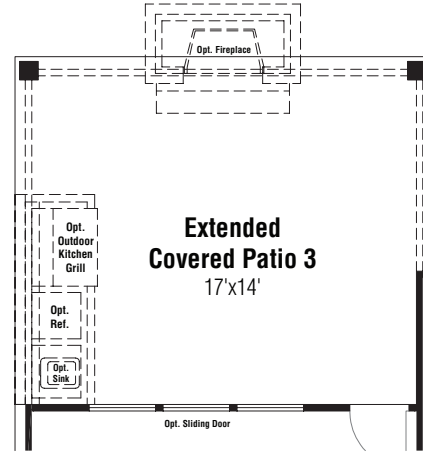 Opt. Fireplace
Extended
Covered Patio 3
17'x14'
Opt.
Outdoor
Kitchen
Grill
Opt.
Ref.
Opt.
Sink
Opt. Sliding Door